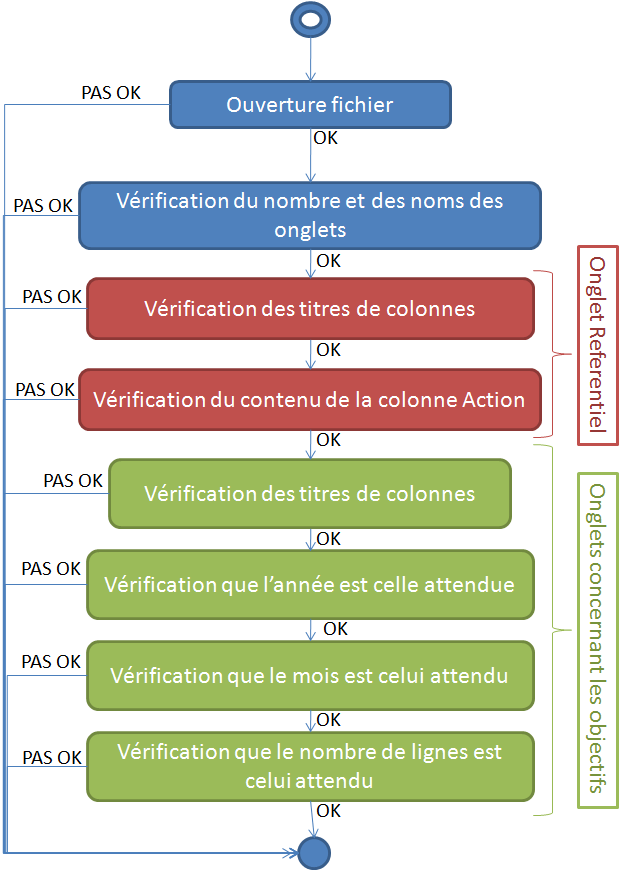 PAS OK
Ouverture fichier
OK
PAS OK
Vérification du nombre et des noms des
onglets
OK
PAS OK
Vérification des titres de colonnes
OK
PAS OK
Vérification du contenu de la colonne Action
OK
Onglet Referentiel
PAS OK
Vérification des titres de colonnes
OK
PAS OK
Vérification que l’année est celle attendue
OK
PAS OK
Vérification que le mois est celui attendu
OK
PAS OK
Vérification que le nombre de lignes est
celui attendu
OK
Onglets concernant les objectifs